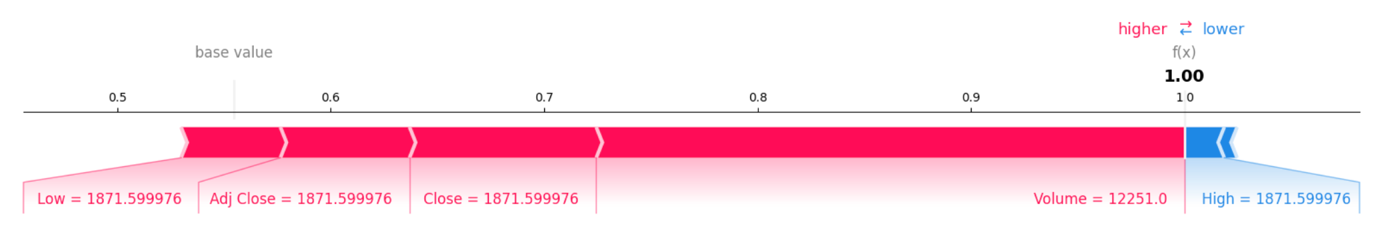 higher ⇄ lower
base value
f(x)
1.00
0.5 0.6 0.7 0.8 0.9 1.0
Low = 1871.599976 Adj Close = 1871.599976 Close = 1871.599976 Volume = 12251.0 High = 1871.599976